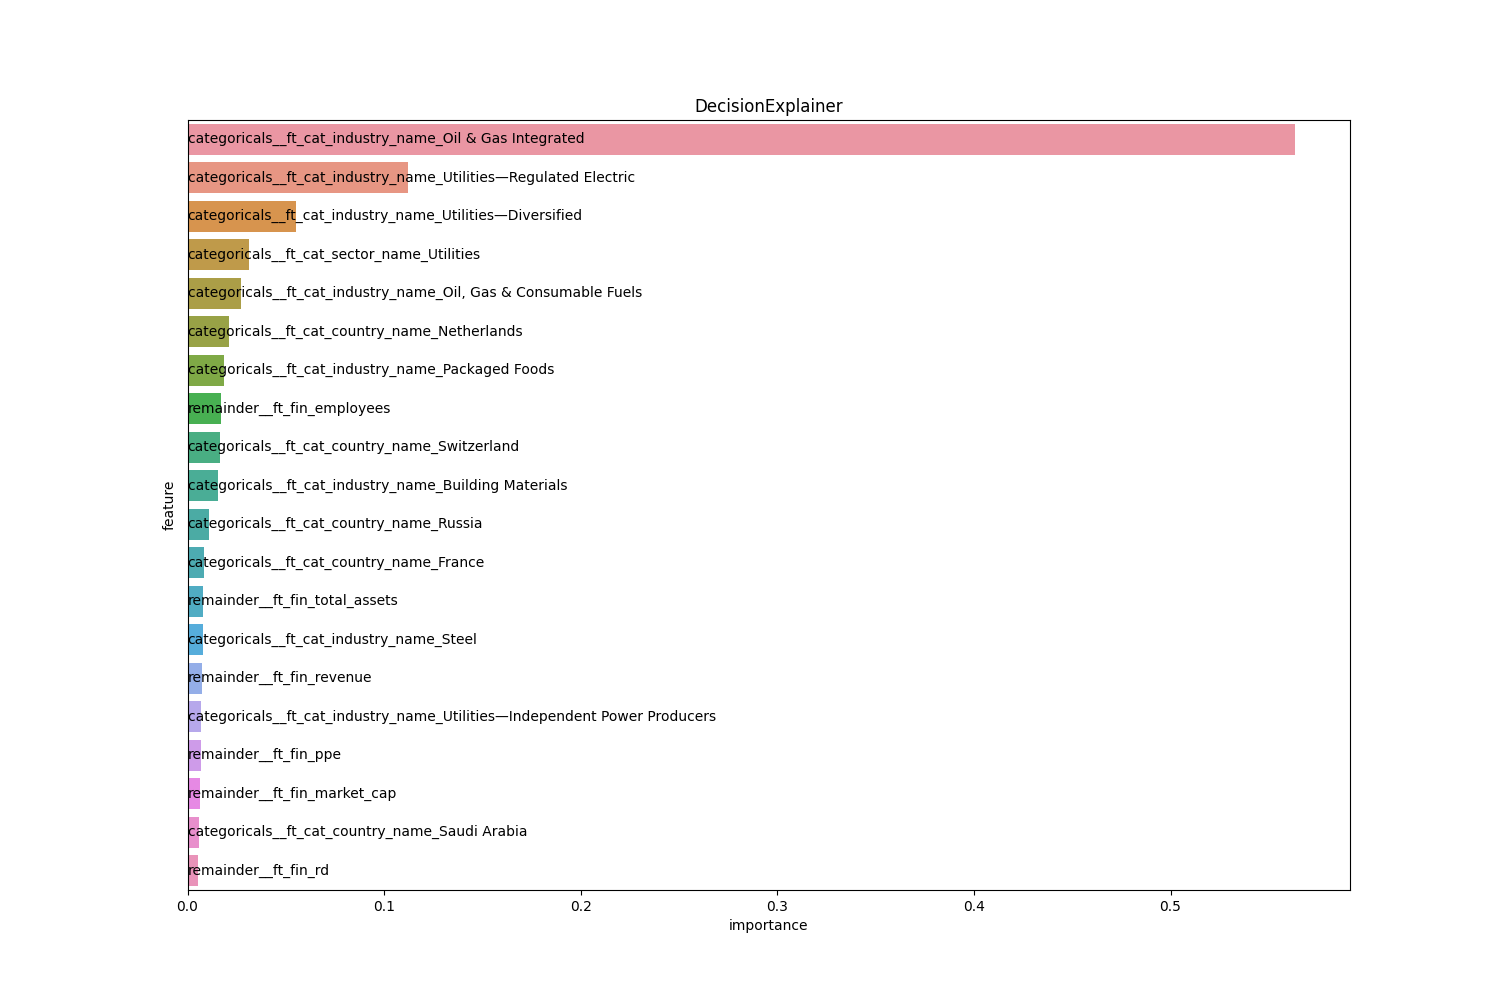 DecisionExplainer
categoricals__ft_cat_industry_name_Oil & Gas Integrated
categoricals__ft_cat_industry_name_Utilities—Regulated Electric
categoricals__ft_cat_industry_name_Utilities—Diversified
categoricals__ft_cat_sector_name_Utilities
categoricals__ft_cat_industry_name_Oil, Gas & Consumable Fuels
categoricals__ft_cat_country_name_Netherlands
categoricals__ft_cat_industry_name_Packaged Foods
remainder__ft_fin_employees
categoricals__ft_cat_country_name_Switzerland
categoricals__ft_cat_industry_name_Building Materials
categoricals__ft_cat_country_name_Russia
categoricals__ft_cat_country_name_France
remainder__ft_fin_total_assets
categoricals__ft_cat_industry_name_Steel
remainder__ft_fin_revenue
categoricals__ft_cat_industry_name_Utilities—Independent Power Producers
remainder__ft_fin_ppe
remainder__ft_fin_market_cap
categoricals__ft_cat_country_name_Saudi Arabia
remainder__ft_fin_rd
feature
0.0 0.1 0.2 0.3 0.4 0.5
importance